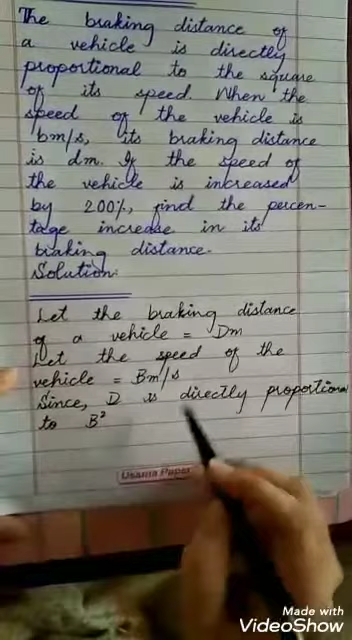 The braking distance of
a vehicle is directly
proportional to the square
of its speed. When the
speed of the vehicle is
bm/s, its braking distance
is dm. If the speed of
the vehicle is increased
by 200%, find the percen-
tage increase in its
braking distance.
Solution:
Let the braking distance
of a vehicle = Dm
Let the speed of the
vehicle = Bm/s
Since, D is directly proportional
to B²
Usama Paper
Made with
VideoShow